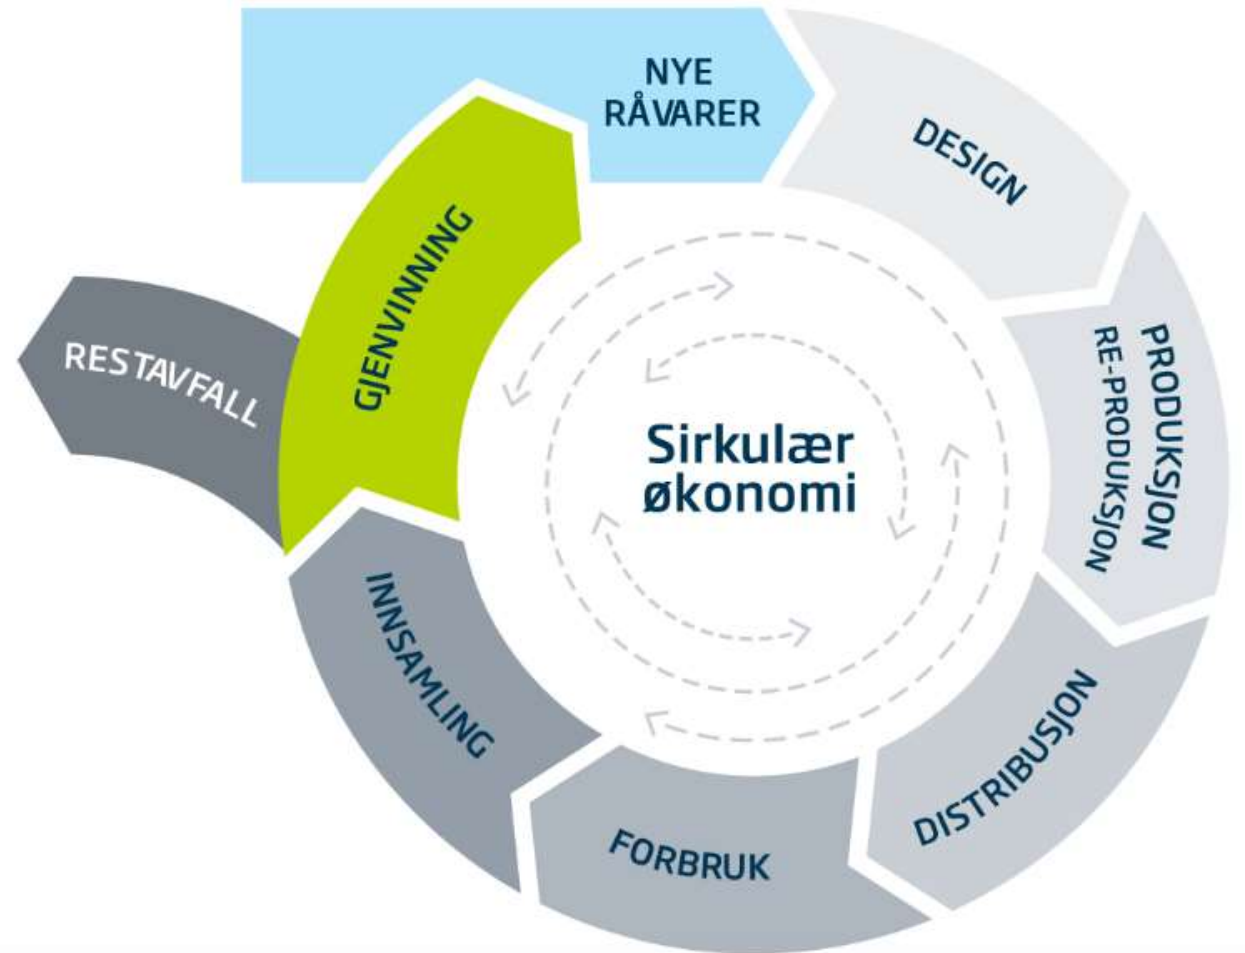 NYE
RÅVARER
DESIGN
PRODUKSJON
RE-PRODUKSJON
DISTRIBUSJON
FORBRUK
INNSAMLING
GJENVINNING
RESTAVFALL
Sirkulær
økonomi